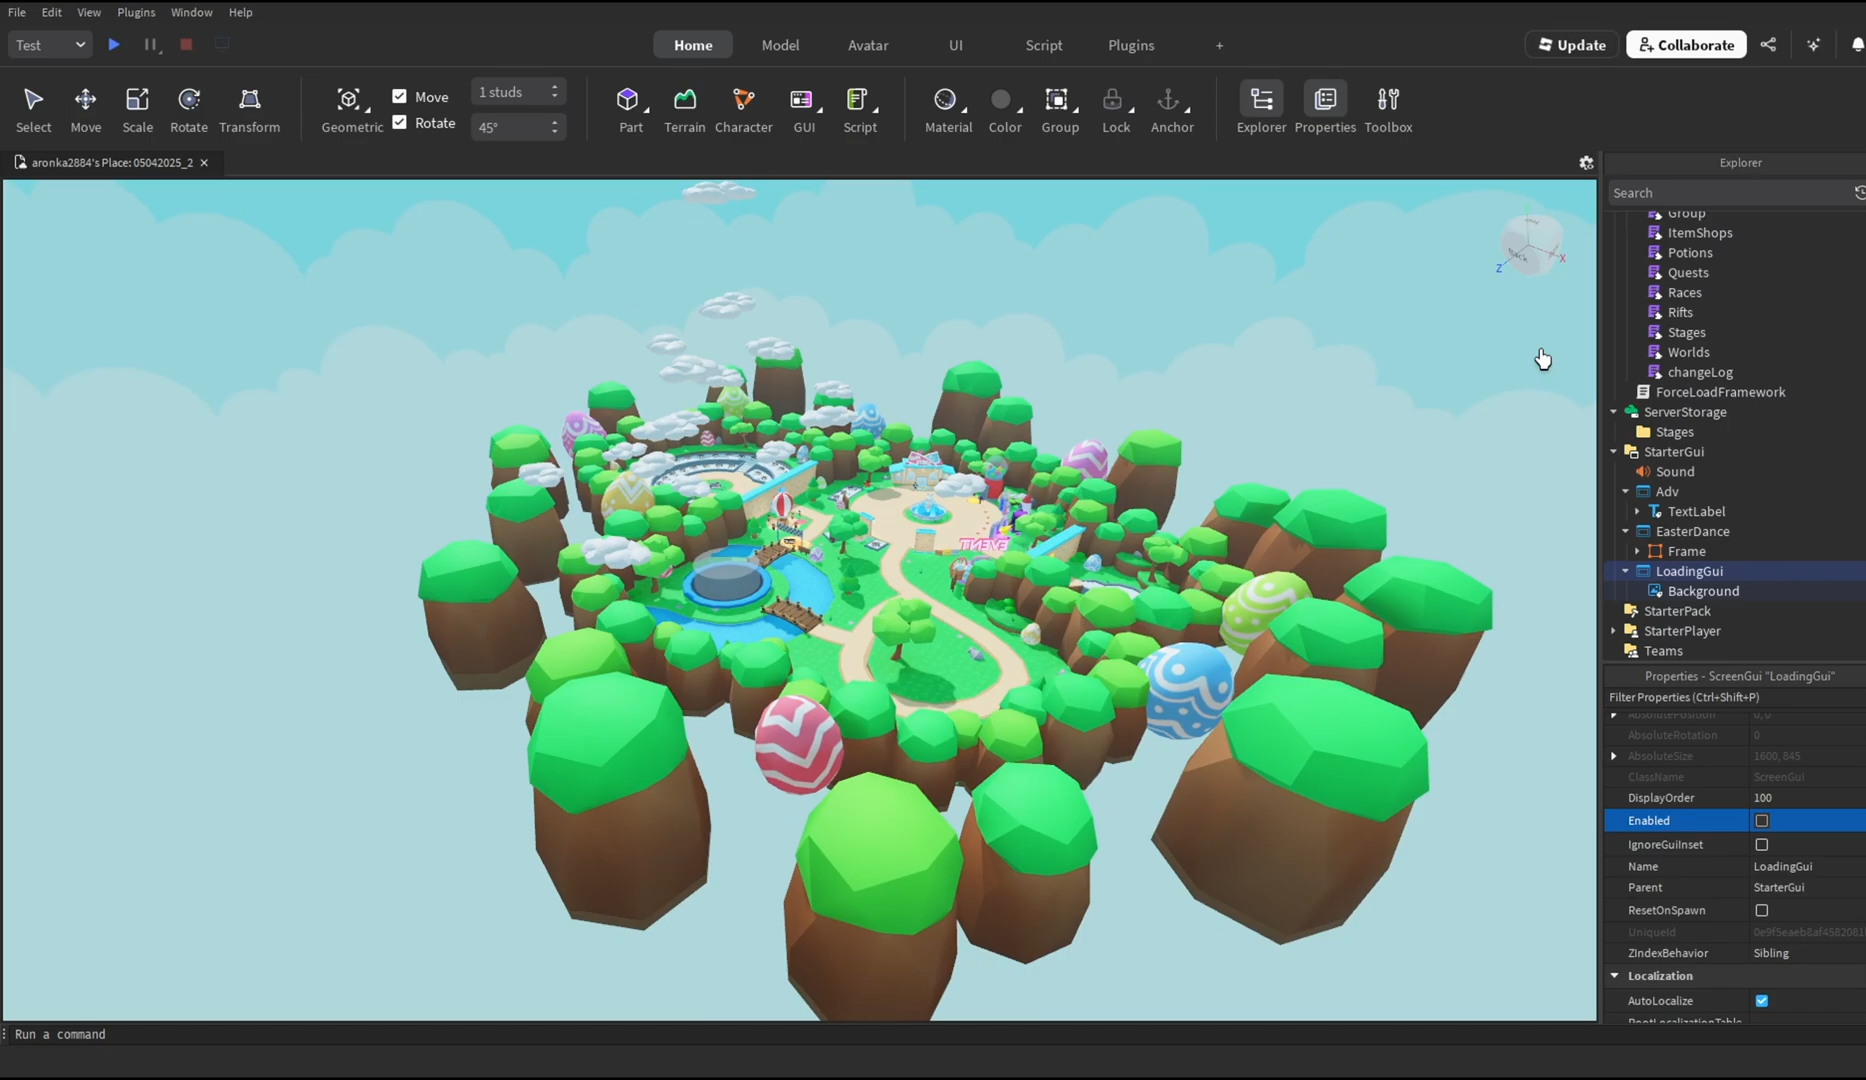 File Edit View Plugins Window Help
Test Home Model Avatar UI Script Plugins + Update Collaborate
Select Move Scale Rotate Transform Geometric Move Rotate 1 studs 45° Part Terrain Character GUI Script Material Color Group Lock Anchor Explorer Properties Toolbox
aronka2884's Place: 05042025_2 ×
Explorer
Search
Group
ItemShops
Potions
Quests
Races
Rifts
Stages
Worlds
changeLog
ForceLoadFramework
ServerStorage
Stages
StarterGui
Sound
Adv
TextLabel
EasterDance
Frame
LoadingGui
Background
StarterPack
StarterPlayer
Teams
Z X
Properties - ScreenGui "LoadingGui"
Filter Properties (Ctrl+Shift+P)
AbsolutePosition 0, 0
AbsoluteRotation 0
AbsoluteSize 1600, 845
ClassName ScreenGui
DisplayOrder 100
Enabled
IgnoreGuiInset
Name LoadingGui
Parent StarterGui
ResetOnSpawn
UniqueId
ZIndexBehavior Sibling
Localization
AutoLocalize
RootLocalizationTable
Run a command